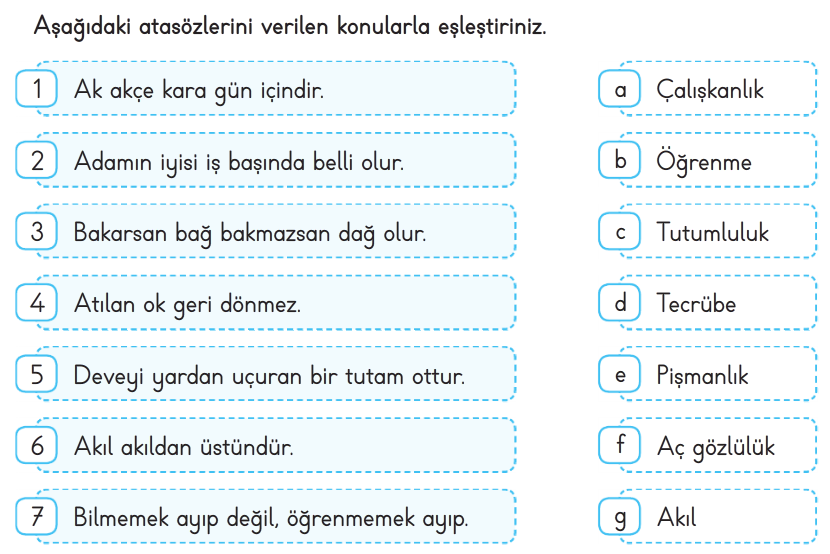 Aşağıdaki atasözlerini verilen konularla eşleştiriniz.
1 Ak akçe kara gün içindir.
a Çalışkanlık
2 Adamın iyisi iş başında belli olur.
b Öğrenme
3 Bakarsan bağ bakmazsan dağ olur.
c Tutumluluk
4 Atılan ok geri dönmez.
d Tecrübe
5 Deveyi yardan uçuran bir tutam ottur.
e Pişmanlık
6 Akıl akıldan üstündür.
f Aç gözlülük
7 Bilmemek ayıp değil, öğrenmemek ayıp.
g Akıl